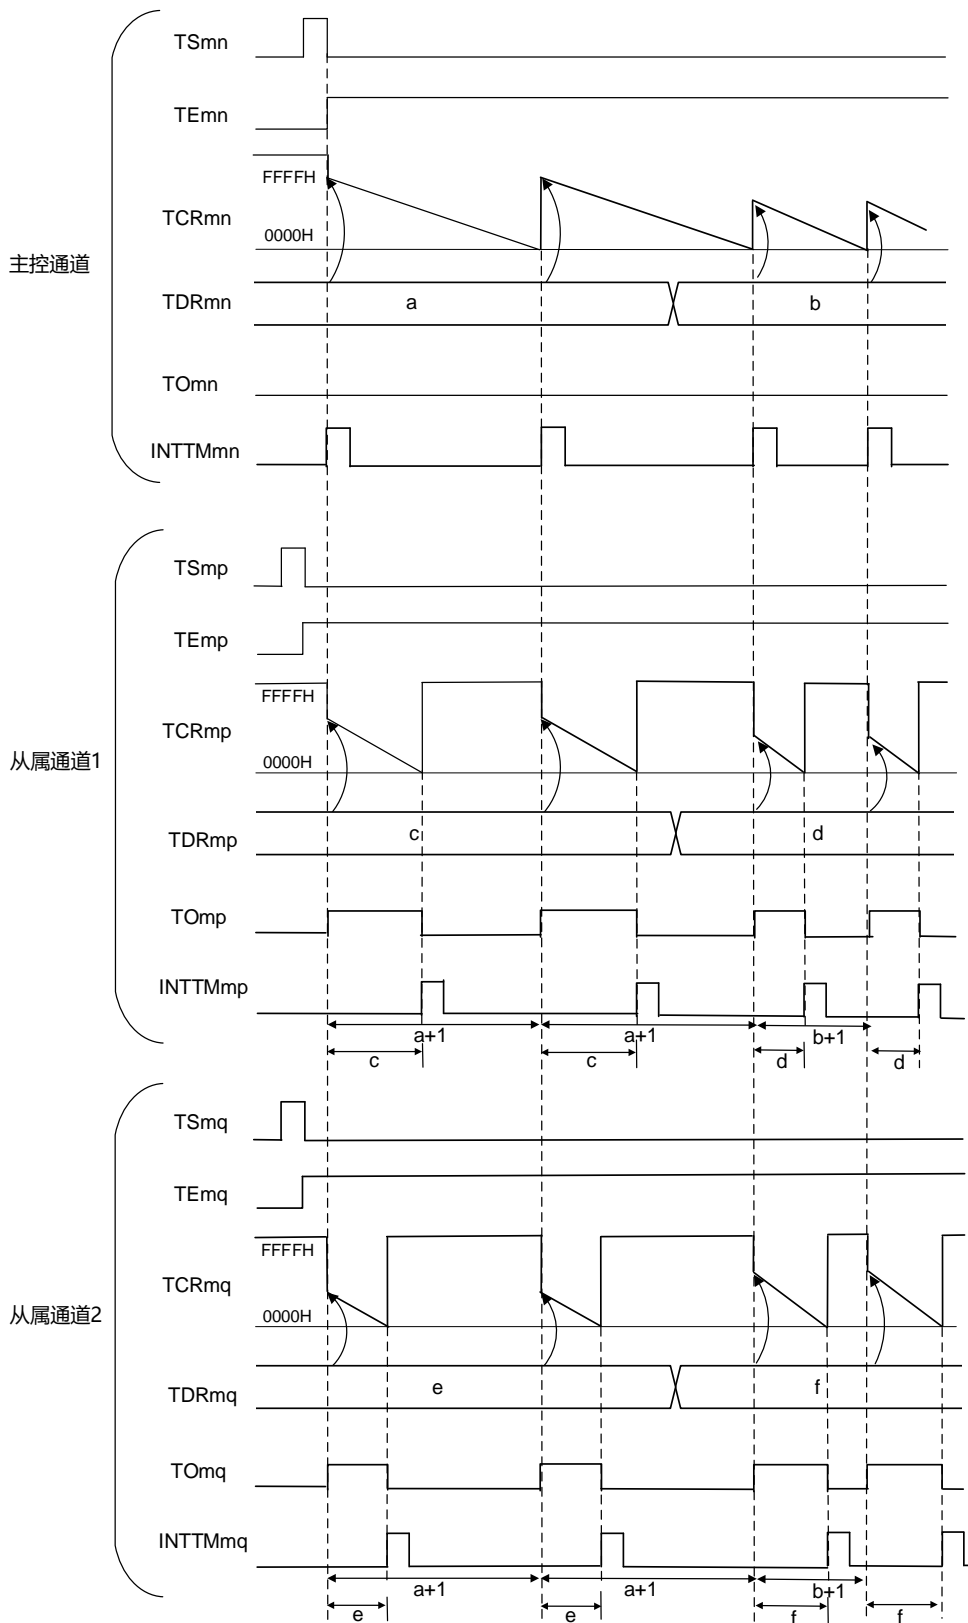 TSmn
TEmn
FFFFH
TCRmn
0000H
主控通道
TDRmn
a
b
TOmn
INTTMmn
TSmp
TEmp
FFFFH
TCRmp
0000H
从属通道1
TDRmp
c
d
TOmp
INTTMmp
a+1
a+1
b+1
c
c
d
d
TSmq
TEmq
FFFFH
TCRmq
0000H
从属通道2
TDRmq
e
f
TOmq
INTTMmq
a+1
a+1
b+1
e
e
f
f